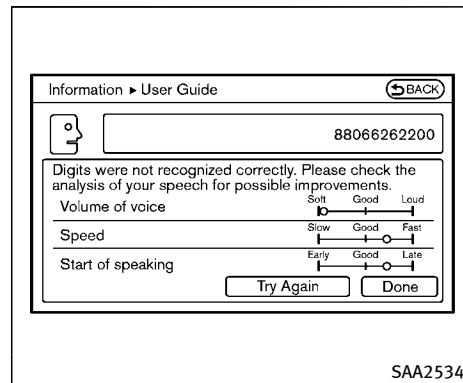 Information ▸ User Guide BACK
88066262200
Digits were not recognized correctly. Please check the
analysis of your speech for possible improvements.
Volume of voice Soft Good Loud
Speed Slow Good Fast
Start of speaking Early Good Late
Try Again Done
SAA2534